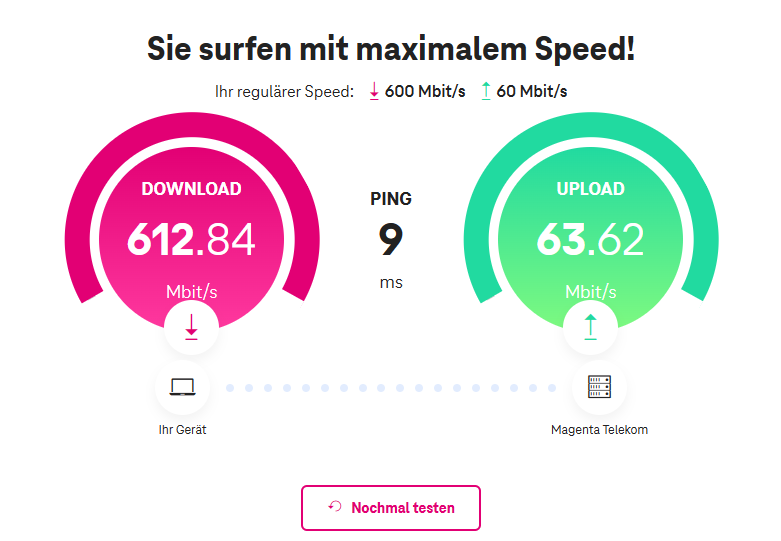 Sie surfen mit maximalem Speed!
Ihr regulärer Speed: 600 Mbit/s 60 Mbit/s
DOWNLOAD
612.84
Mbit/s
PING
9
ms
UPLOAD
63.62
Mbit/s
Ihr Gerät
Magenta Telekom
Nochmal testen